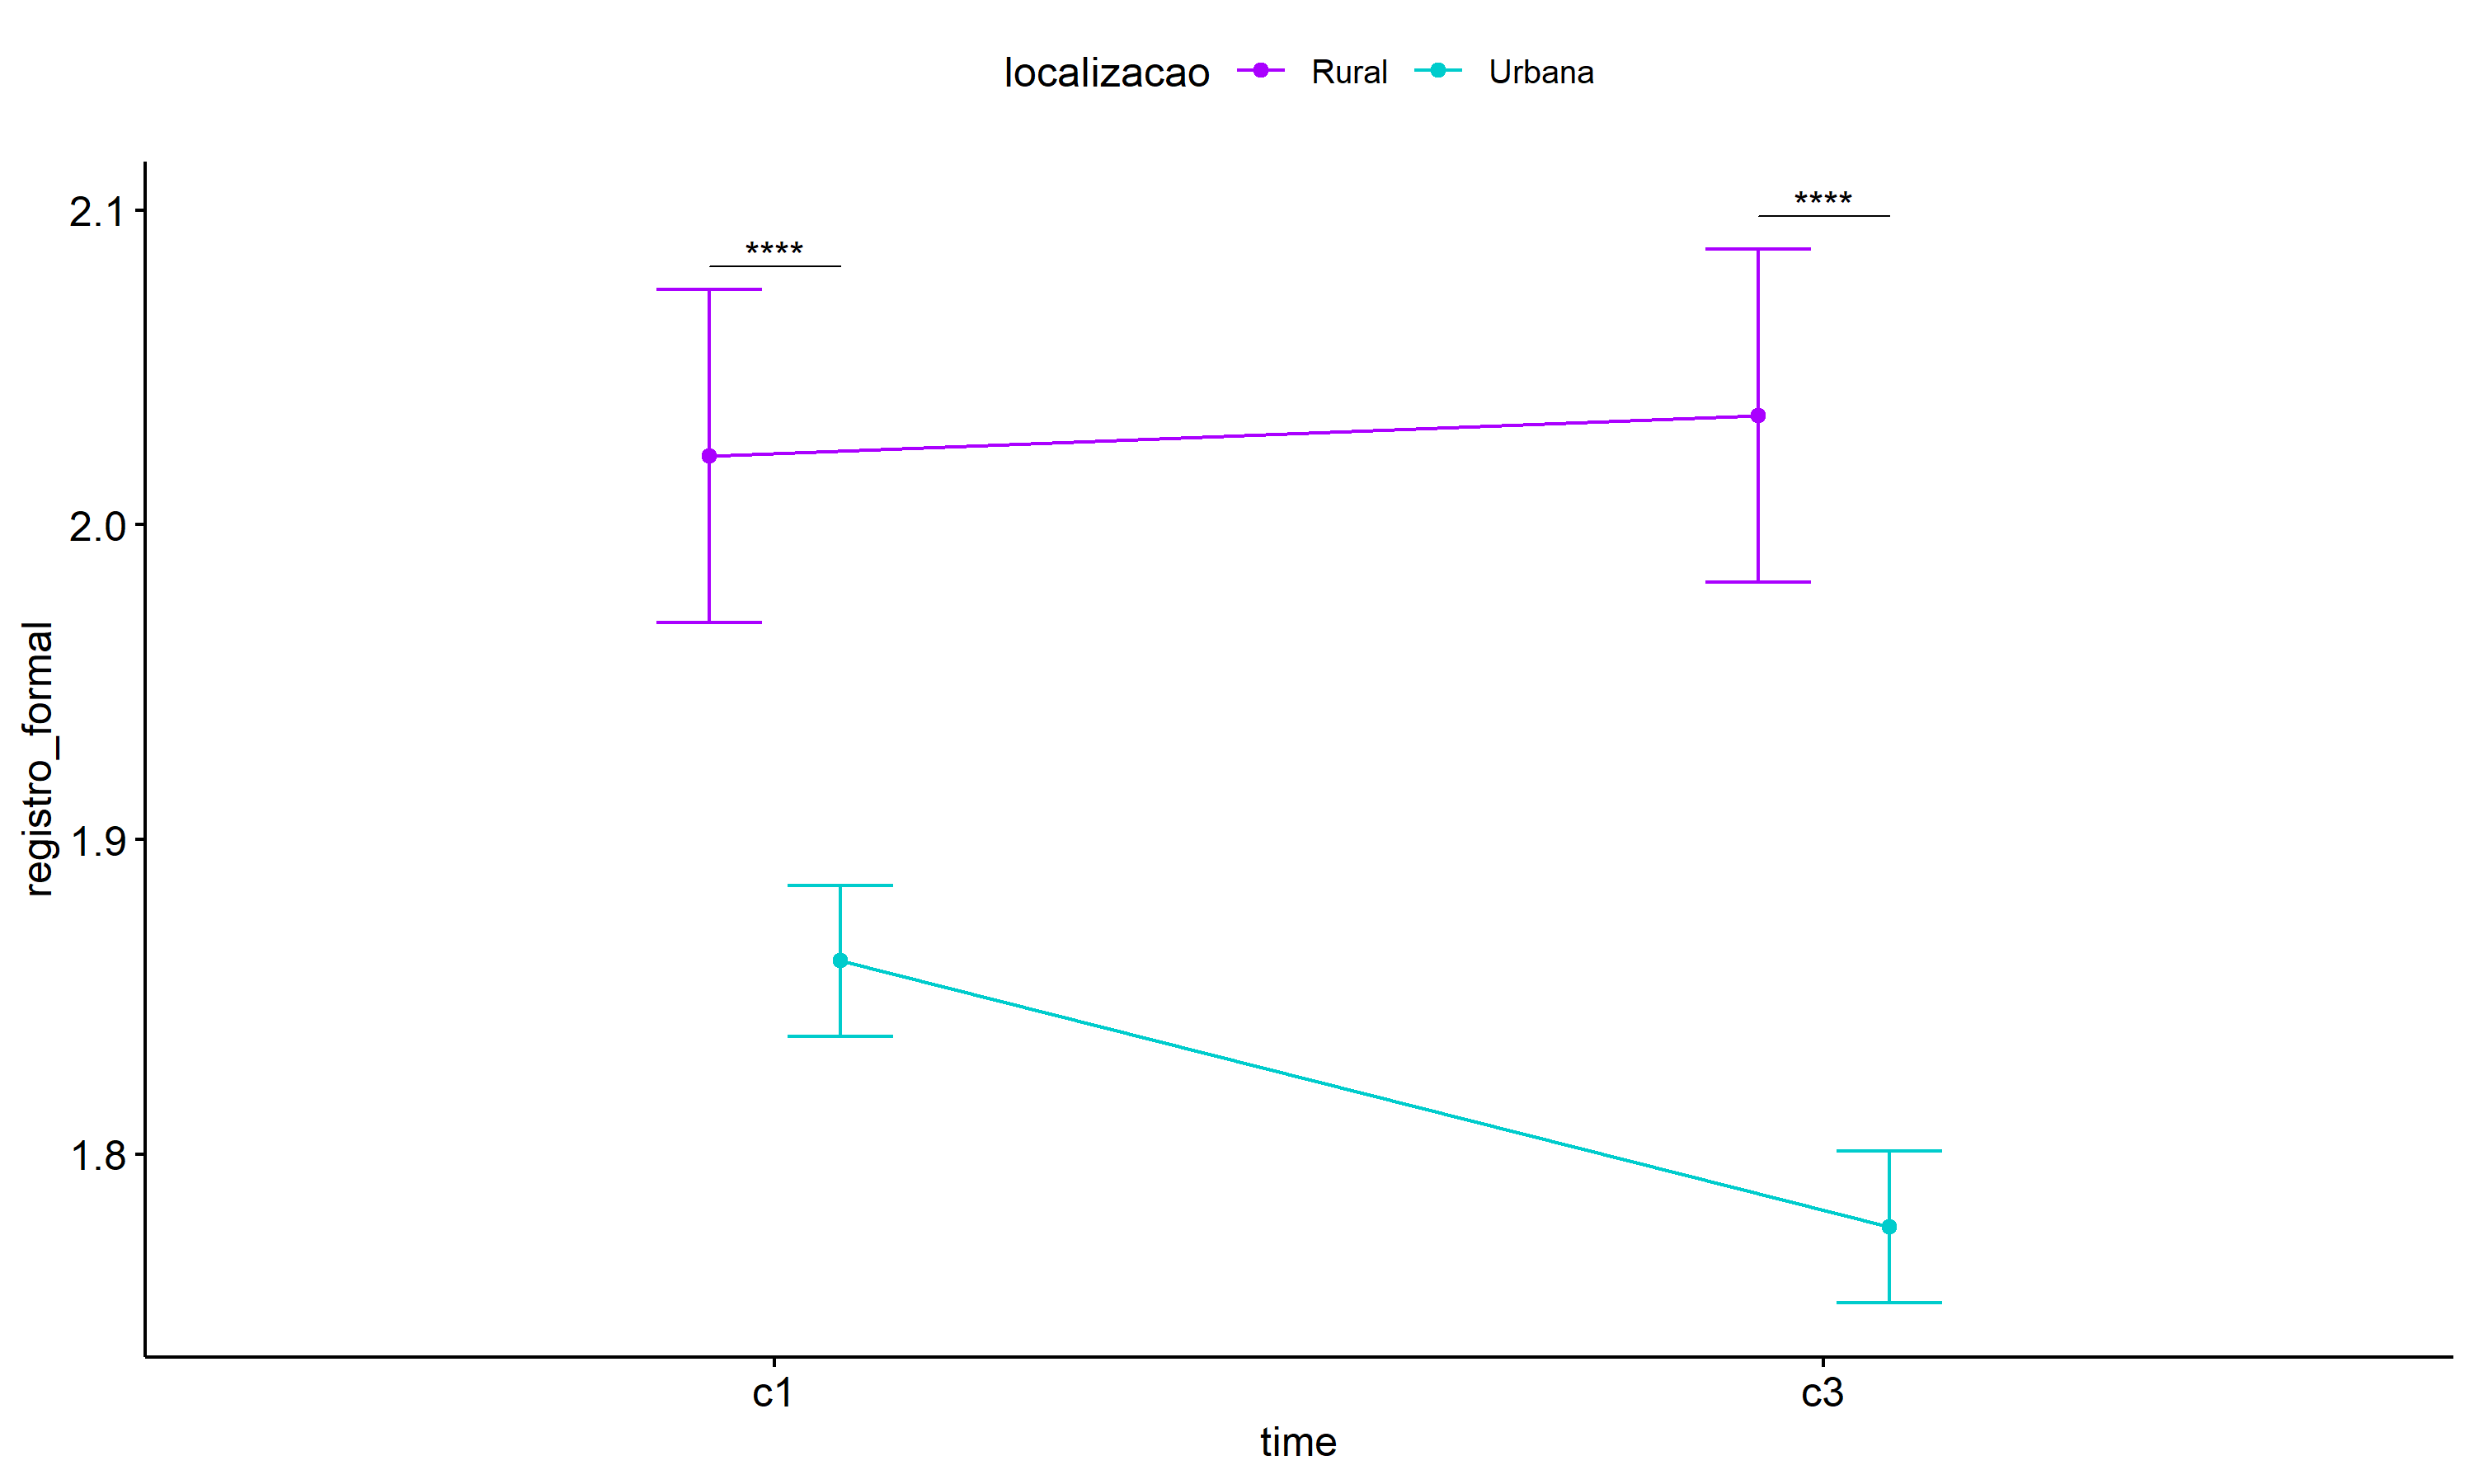 localizacao Rural Urbana
****
****
2.1
2.0
1.9
1.8
registro_formal
c1 c3
time